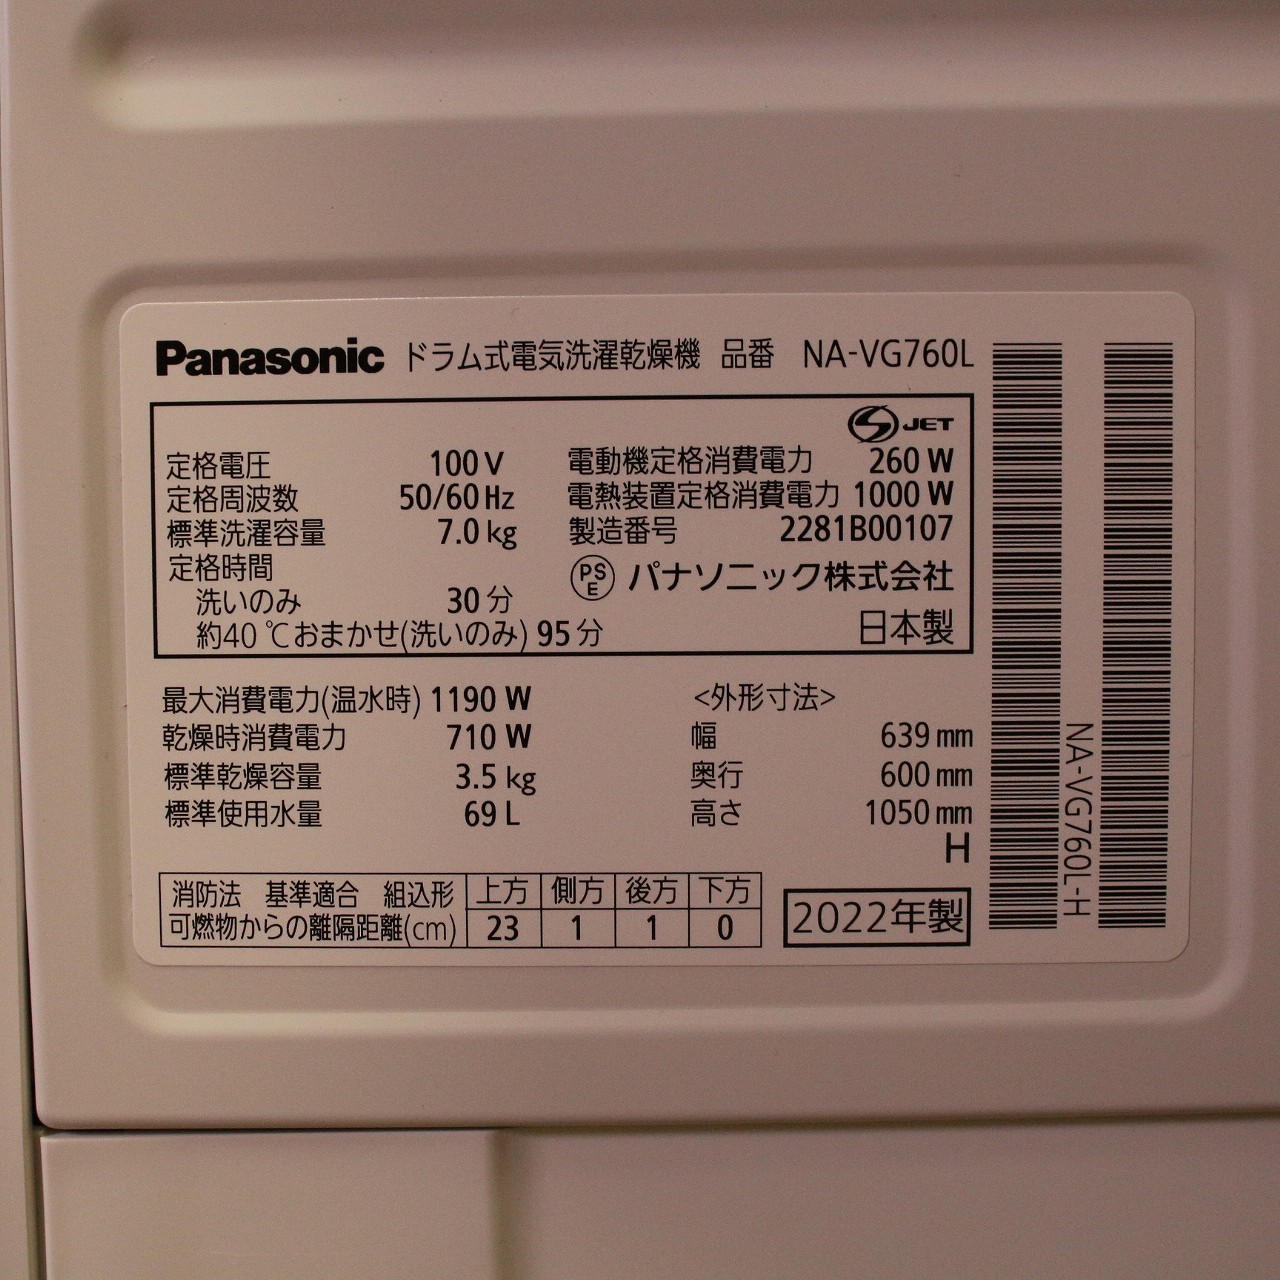 Panasonic ドラム式電気洗濯乾燥機 品番 NA-VG760L
JET
定格電圧 100V 電動機定格消費電力 260W
定格周波数 50/60Hz 電熱装置定格消費電力 1000W
標準洗濯容量 7.0kg 製造番号 2281B00107
定格時間 PSE パナソニック株式会社
洗いのみ 30分
約40℃おまかせ(洗いのみ) 95分 日本製
最大消費電力(温水時) 1190W <外形寸法>
乾燥時消費電力 710W 幅 639mm
標準乾燥容量 3.5kg 奥行 600mm
標準使用水量 69L 高さ 1050mm
H
消防法 基準適合 組込形 上方 側方 後方 下方
可燃物からの離隔距離(cm) 23 1 1 0
2022年製
NA-VG760L-H